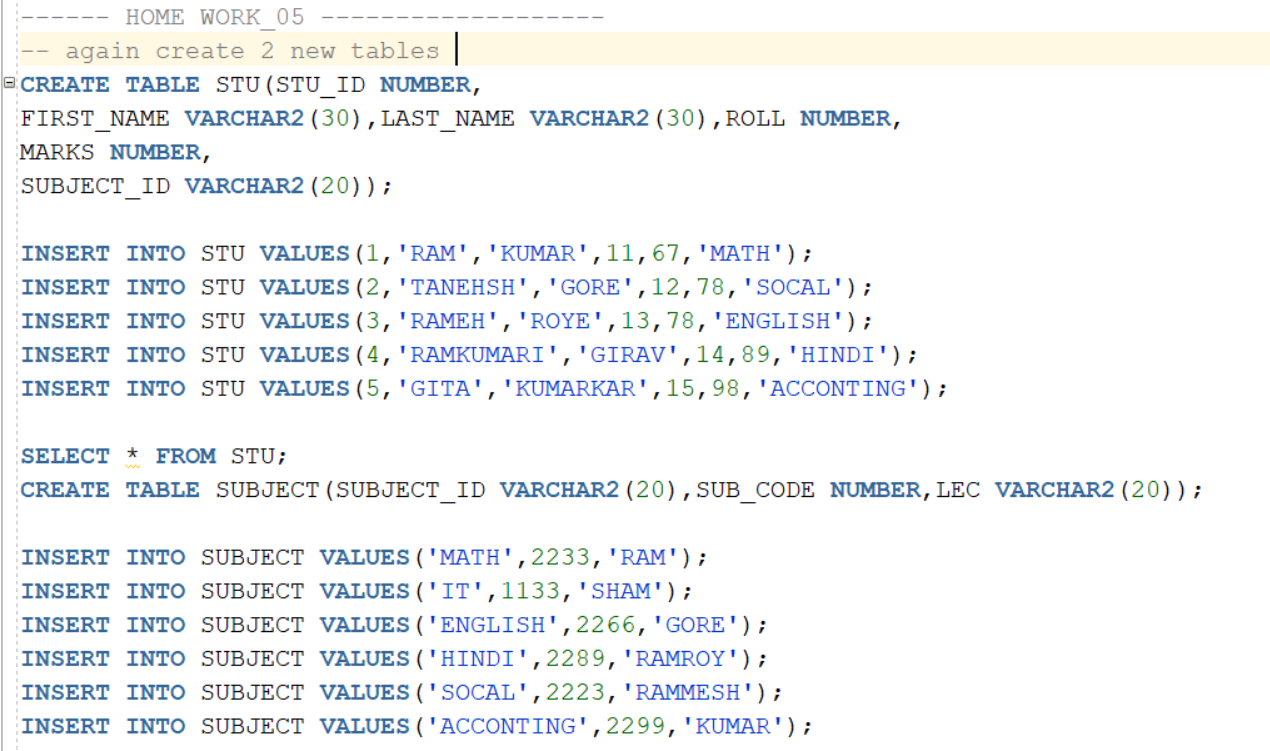 ------ HOME WORK_05 -------------------
-- again create 2 new tables
CREATE TABLE STU(STU_ID NUMBER,
FIRST_NAME VARCHAR2(30),LAST_NAME VARCHAR2(30),ROLL NUMBER,
MARKS NUMBER,
SUBJECT_ID VARCHAR2(20));
INSERT INTO STU VALUES(1,'RAM','KUMAR',11,67,'MATH');
INSERT INTO STU VALUES(2,'TANEHSH','GORE',12,78,'SOCAL');
INSERT INTO STU VALUES(3,'RAMEH','ROYE',13,78,'ENGLISH');
INSERT INTO STU VALUES(4,'RAMKUMARI','GIRAV',14,89,'HINDI');
INSERT INTO STU VALUES(5,'GITA','KUMARKAR',15,98,'ACCONTING');
SELECT * FROM STU;
CREATE TABLE SUBJECT(SUBJECT_ID VARCHAR2(20),SUB_CODE NUMBER,LEC VARCHAR2(20));
INSERT INTO SUBJECT VALUES('MATH',2233,'RAM');
INSERT INTO SUBJECT VALUES('IT',1133,'SHAM');
INSERT INTO SUBJECT VALUES('ENGLISH',2266,'GORE');
INSERT INTO SUBJECT VALUES('HINDI',2289,'RAMROY');
INSERT INTO SUBJECT VALUES('SOCAL',2223,'RAMMESH');
INSERT INTO SUBJECT VALUES('ACCONTING',2299,'KUMAR');